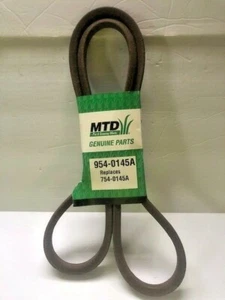 MTD
GENUINE PARTS
954-0145A
Replaces
754-0145A